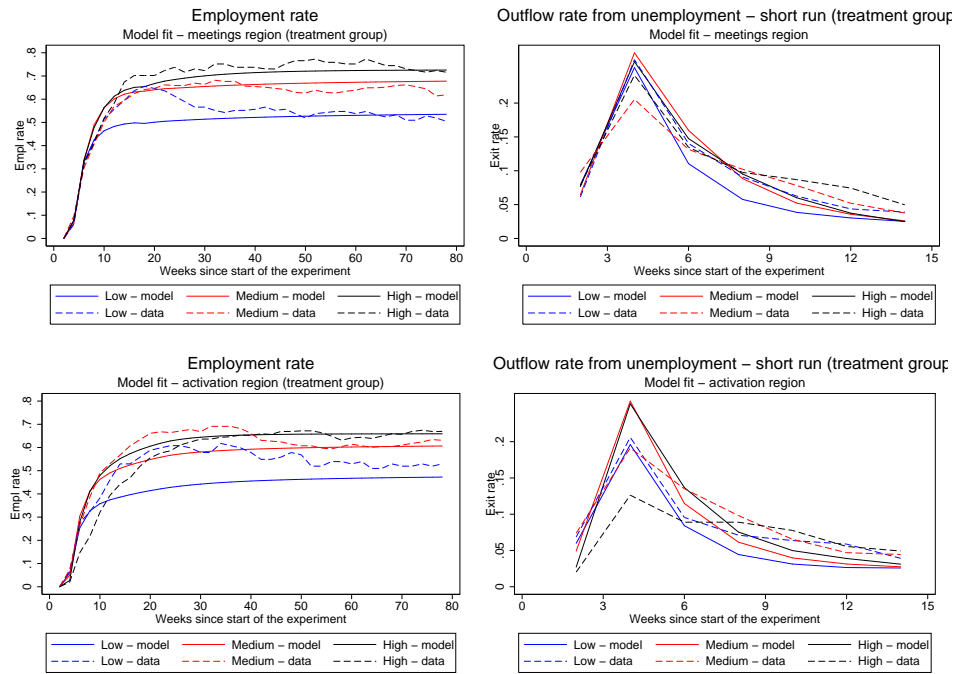 Employment rate
Model fit – meetings region (treatment group)
Empl rate
0 .1 .2 .3 .4 .5 .6 .7 .8
0 10 20 30 40 50 60 70 80
Weeks since start of the experiment
Low – model Medium – model High – model
Low – data Medium – data High – data
Outflow rate from unemployment – short run (treatment group
Model fit – meetings region
Exit rate
0 .05 .1 .15 .2
0 3 6 9 12 15
Weeks since start of the experiment
Low – model Medium – model High – model
Low – data Medium – data High – data
Employment rate
Model fit – activation region (treatment group)
Empl rate
0 .1 .2 .3 .4 .5 .6 .7 .8
0 10 20 30 40 50 60 70 80
Weeks since start of the experiment
Low – model Medium – model High – model
Low – data Medium – data High – data
Outflow rate from unemployment – short run (treatment group
Model fit – activation region
Exit rate
0 .05 .1 .15 .2
0 3 6 9 12 15
Weeks since start of the experiment
Low – model Medium – model High – model
Low – data Medium – data High – data